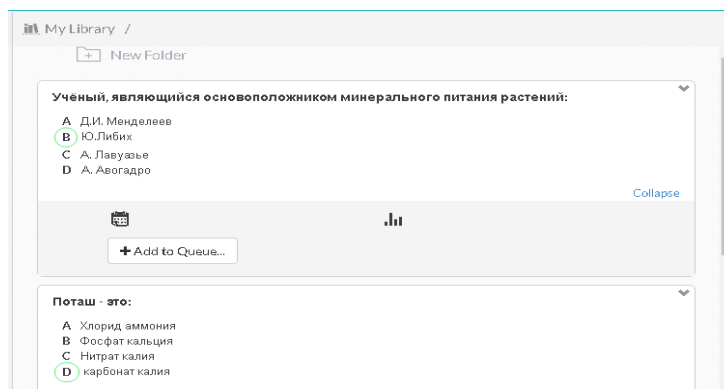 My Library /
New Folder
Учёный, являющийся основоположником минерального питания растений:
A Д.И. Менделеев
B Ю.Либих
C А. Лавуазье
D А. Авогадро
Collapse
+ Add to Queue...
Поташ - это:
A Хлорид аммония
B Фосфат кальция
C Нитрат калия
D карбонат калия